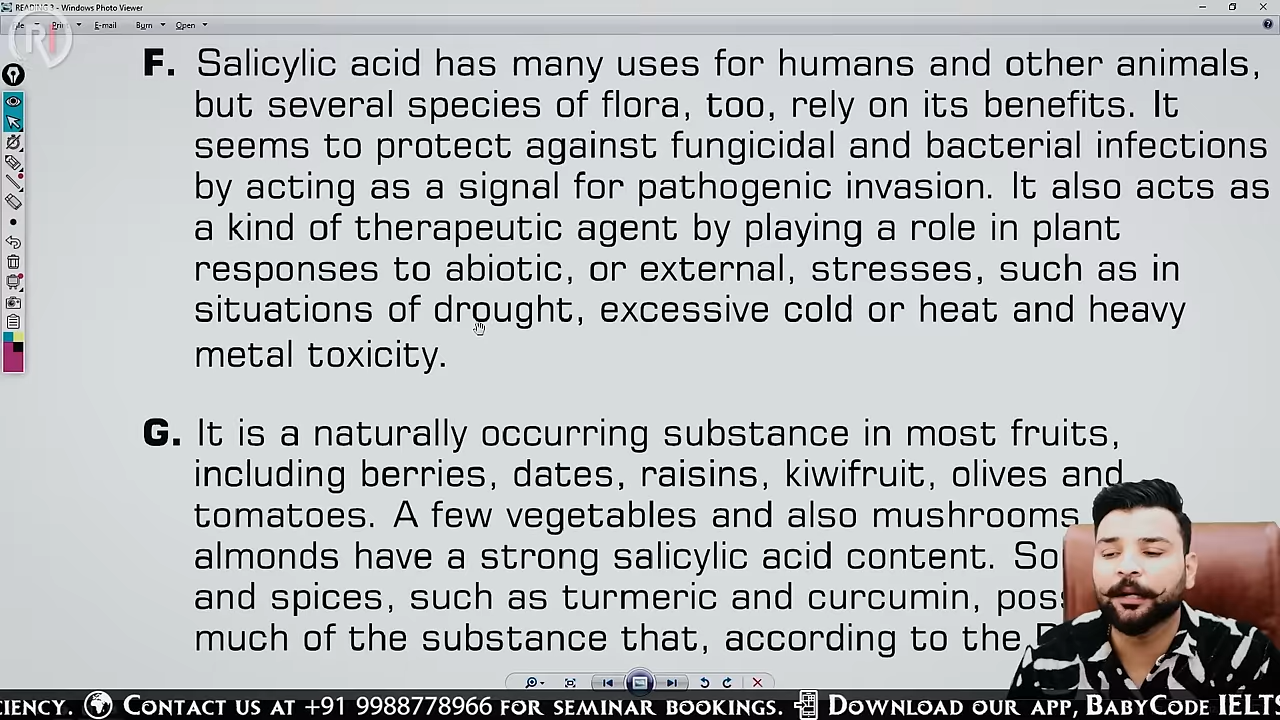 READING 3 - Windows Photo Viewer
Print E-mail Burn Open
F. Salicylic acid has many uses for humans and other animals,
but several species of flora, too, rely on its benefits. It
seems to protect against fungicidal and bacterial infections
by acting as a signal for pathogenic invasion. It also acts as
a kind of therapeutic agent by playing a role in plant
responses to abiotic, or external, stresses, such as in
situations of drought, excessive cold or heat and heavy
metal toxicity.
G. It is a naturally occurring substance in most fruits,
including berries, dates, raisins, kiwifruit, olives and
tomatoes. A few vegetables and also mushrooms
almonds have a strong salicylic acid content.
and spices, such as turmeric and curcumin,
much of the substance that, according to the
CIENCY. CONTACT US AT +91 9988778966 FOR SEMINAR BOOKINGS. DOWNLOAD OUR APP, BABYCODE IELTS